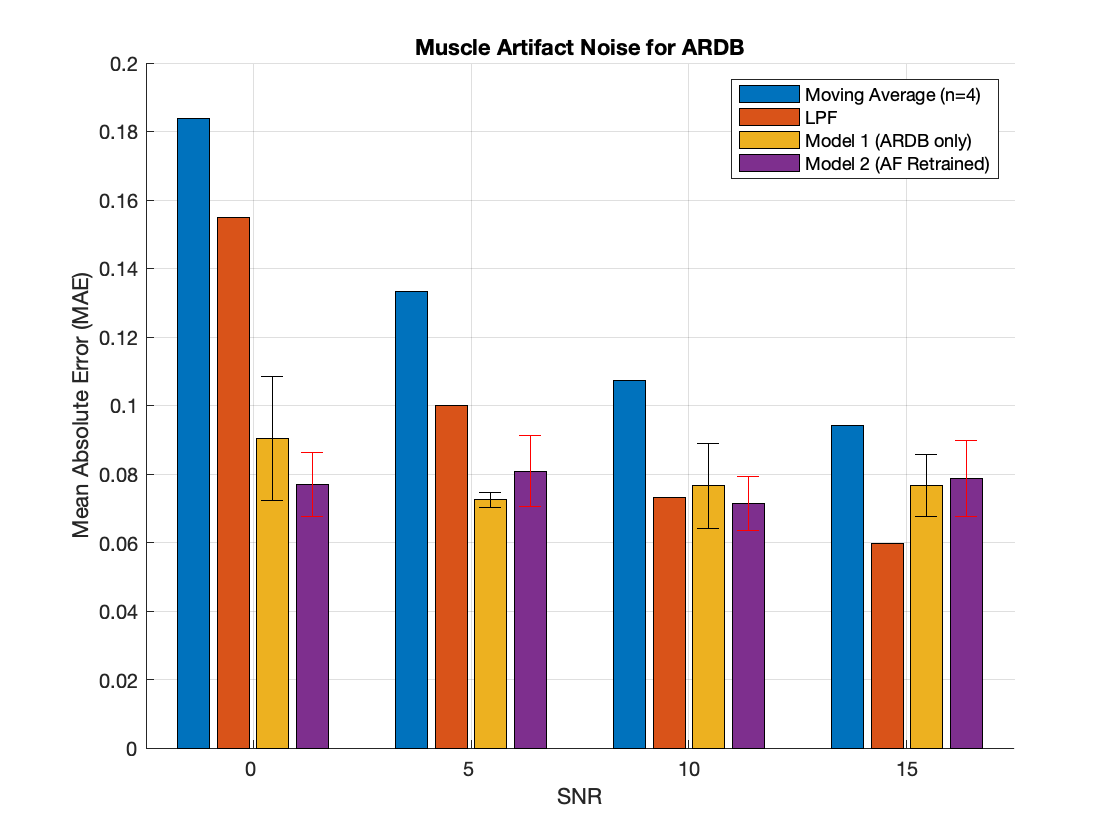 Muscle Artifact Noise for ARDB
Moving Average (n=4)
LPF
Model 1 (ARDB only)
Model 2 (AF Retrained)
Mean Absolute Error (MAE)
0.2
0.18
0.16
0.14
0.12
0.1
0.08
0.06
0.04
0.02
0
0 5 10 15
SNR